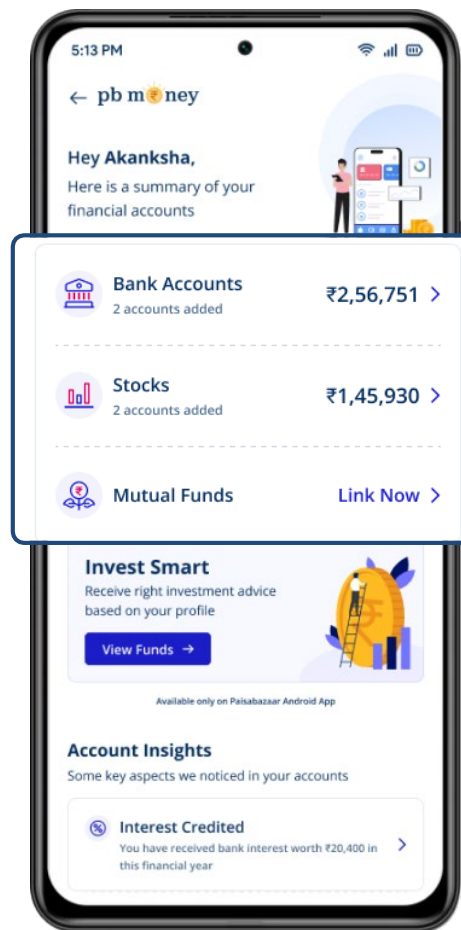 5:13 PM
pb m₹ney
Hey Akanksha,
Here is a summary of your
financial accounts
Bank Accounts
2 accounts added
₹2,56,751
Stocks
2 accounts added
₹1,45,930
Mutual Funds
Link Now
Invest Smart
Receive right investment advice
based on your profile
View Funds →
Available only on Paisabazaar Android App
Account Insights
Some key aspects we noticed in your accounts
Interest Credited
You have received bank interest worth ₹20,400 in
this financial year